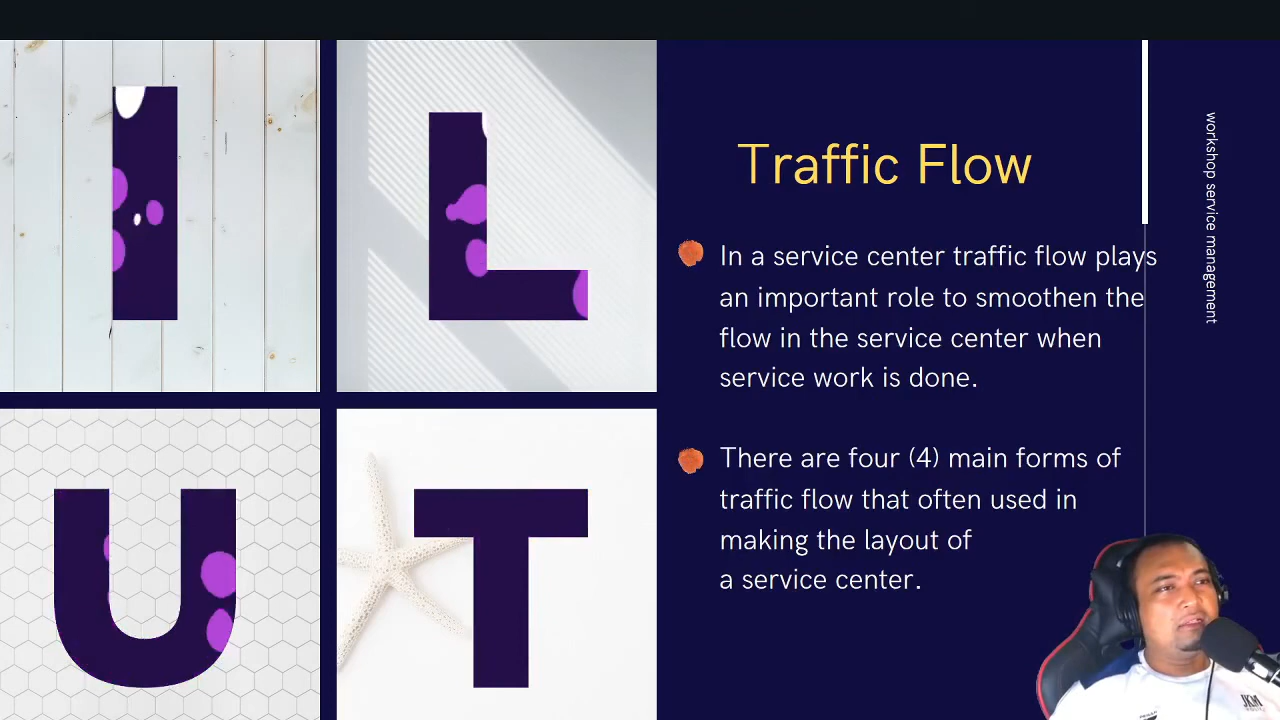 I
L
U
T
Traffic Flow
In a service center traffic flow plays
an important role to smoothen the
flow in the service center when
service work is done.
There are four (4) main forms of
traffic flow that often used in
making the layout of
a service center.
workshop service management
JKM